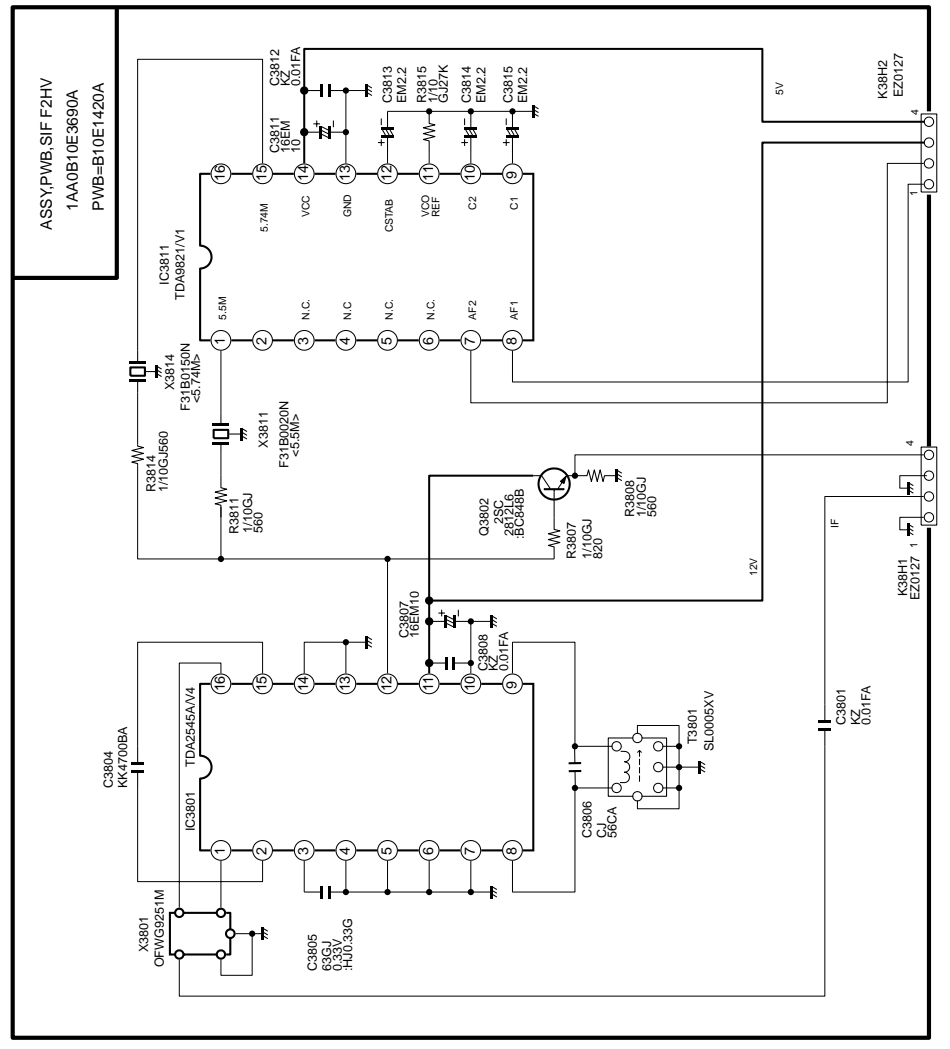 ASSY,PWB,SIF F2HV
1AA0B10E3690A
PWB=B10E1420A
C3812
KZ
0.01FA
C3811
16EM
10
C3813
EM2.2
R3815
1/10
GJ27K
C3814
EM2.2
C3815
EM2.2
+ −
+ −
+ −
+ −
16
15
14
13
12
11
10
9
5.74M
VCC
GND
CSTAB
VCO
REF
C2
C1
IC3811
TDA9821/V1
5.5M
N.C.
N.C
N.C.
N.C.
AF2
AF1
1
2
3
4
5
6
7
8
5V
K38H2
EZ0127
4
1
X3814
F31B0150N
<5.74M>
R3814
1/10GJ560
X3811
F31B0020N
<5.5M>
R3811
1/10GJ
560
Q3802
2SC
2812L6
:BC848B
R3807
1/10GJ
820
R3808
1/10GJ
560
12V
IF
4
1
K38H1
EZ0127
C3807
16EM10
+ −
C3808
KZ
0.01FA
16
15
14
13
12
11
10
9
C3804
KK4700BA
IC3801
TDA2545A/V4
1
2
3
4
5
6
7
8
X3801
OFWG9251M
C3805
63GJ
0.33V
:HJ0.33G
C3806
CJ
56CA
T3801
SL0005XV
C3801
KZ
0.01FA